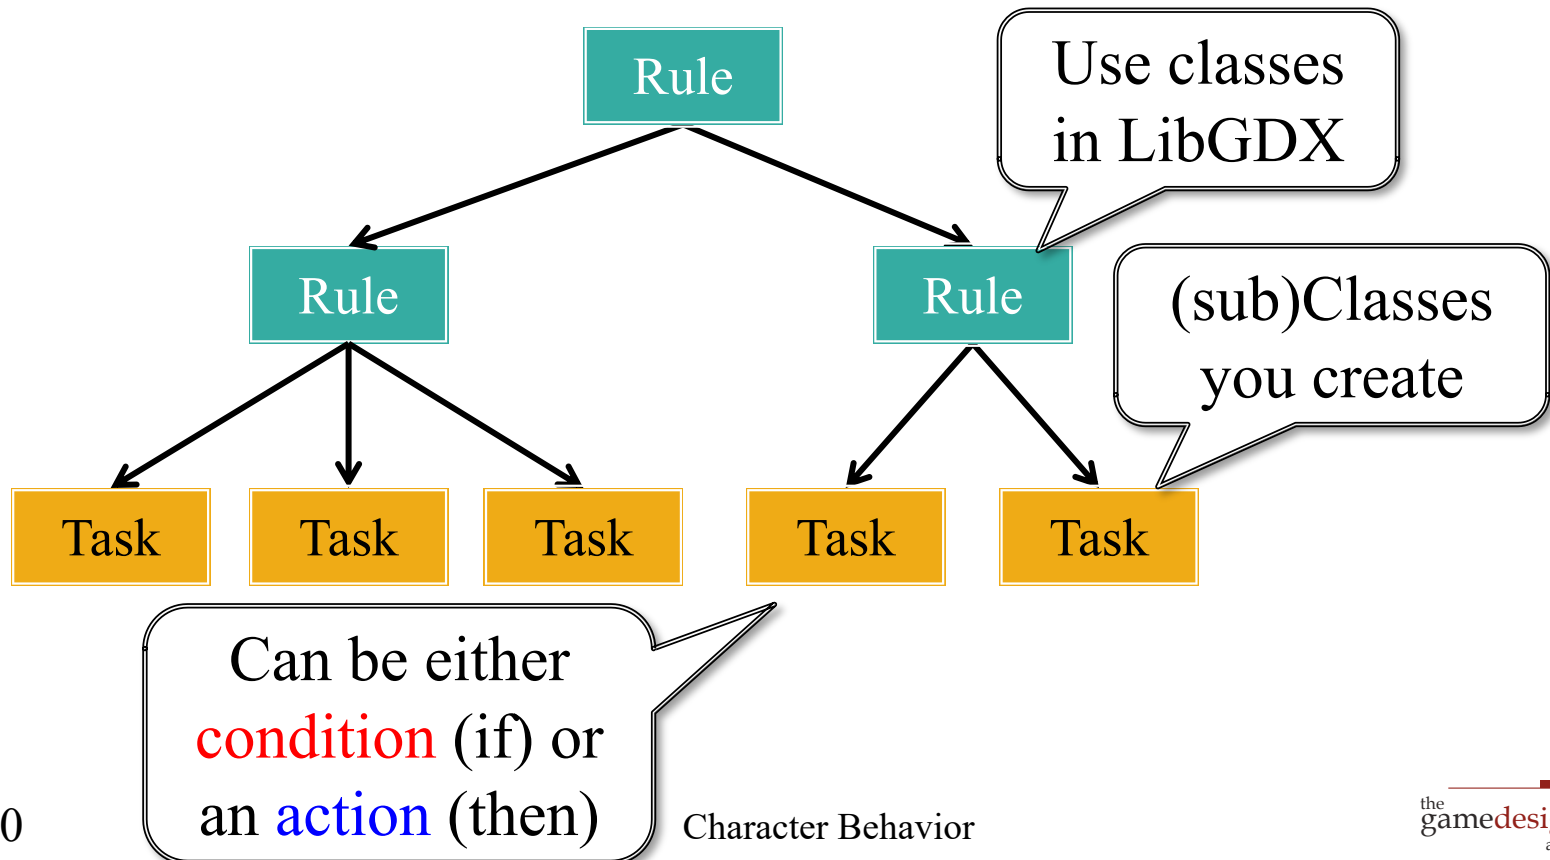 Rule
Use classes
in LibGDX
Rule
Rule
(sub)Classes
you create
Task
Task
Task
Task
Task
Can be either
condition (if) or
an action (then)
0
Character Behavior
the
gamedesi